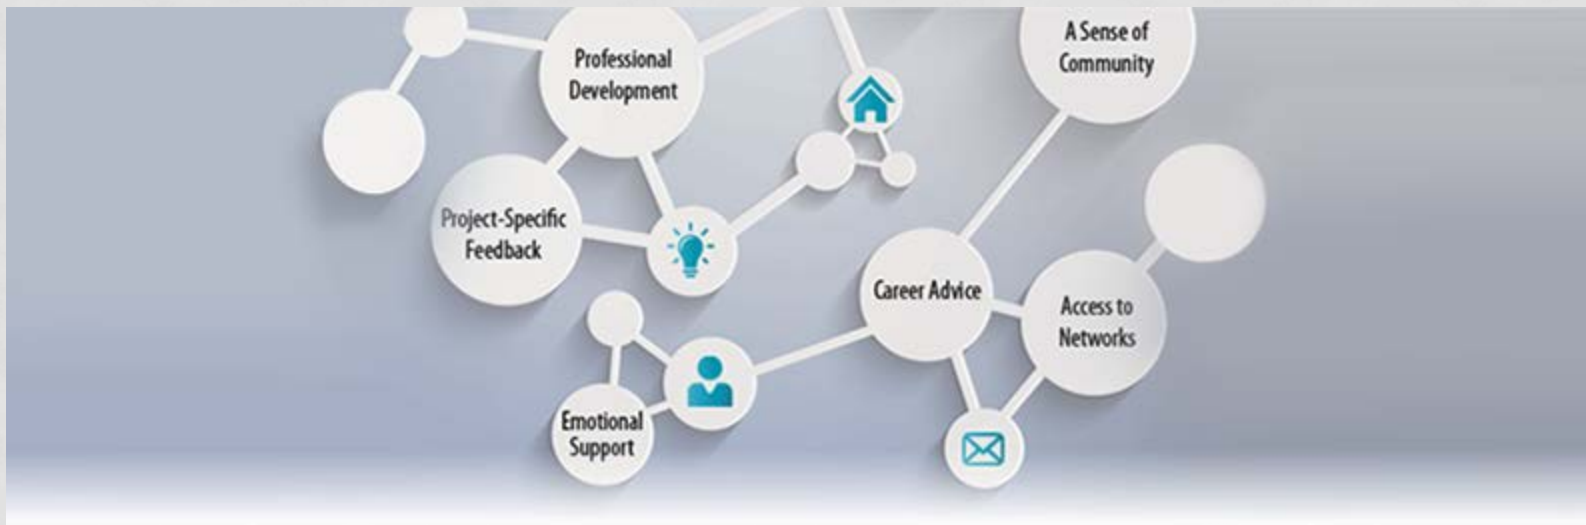 Professional
Development
A Sense of
Community
Project-Specific
Feedback
Career Advice
Access to
Networks
Emotional
Support